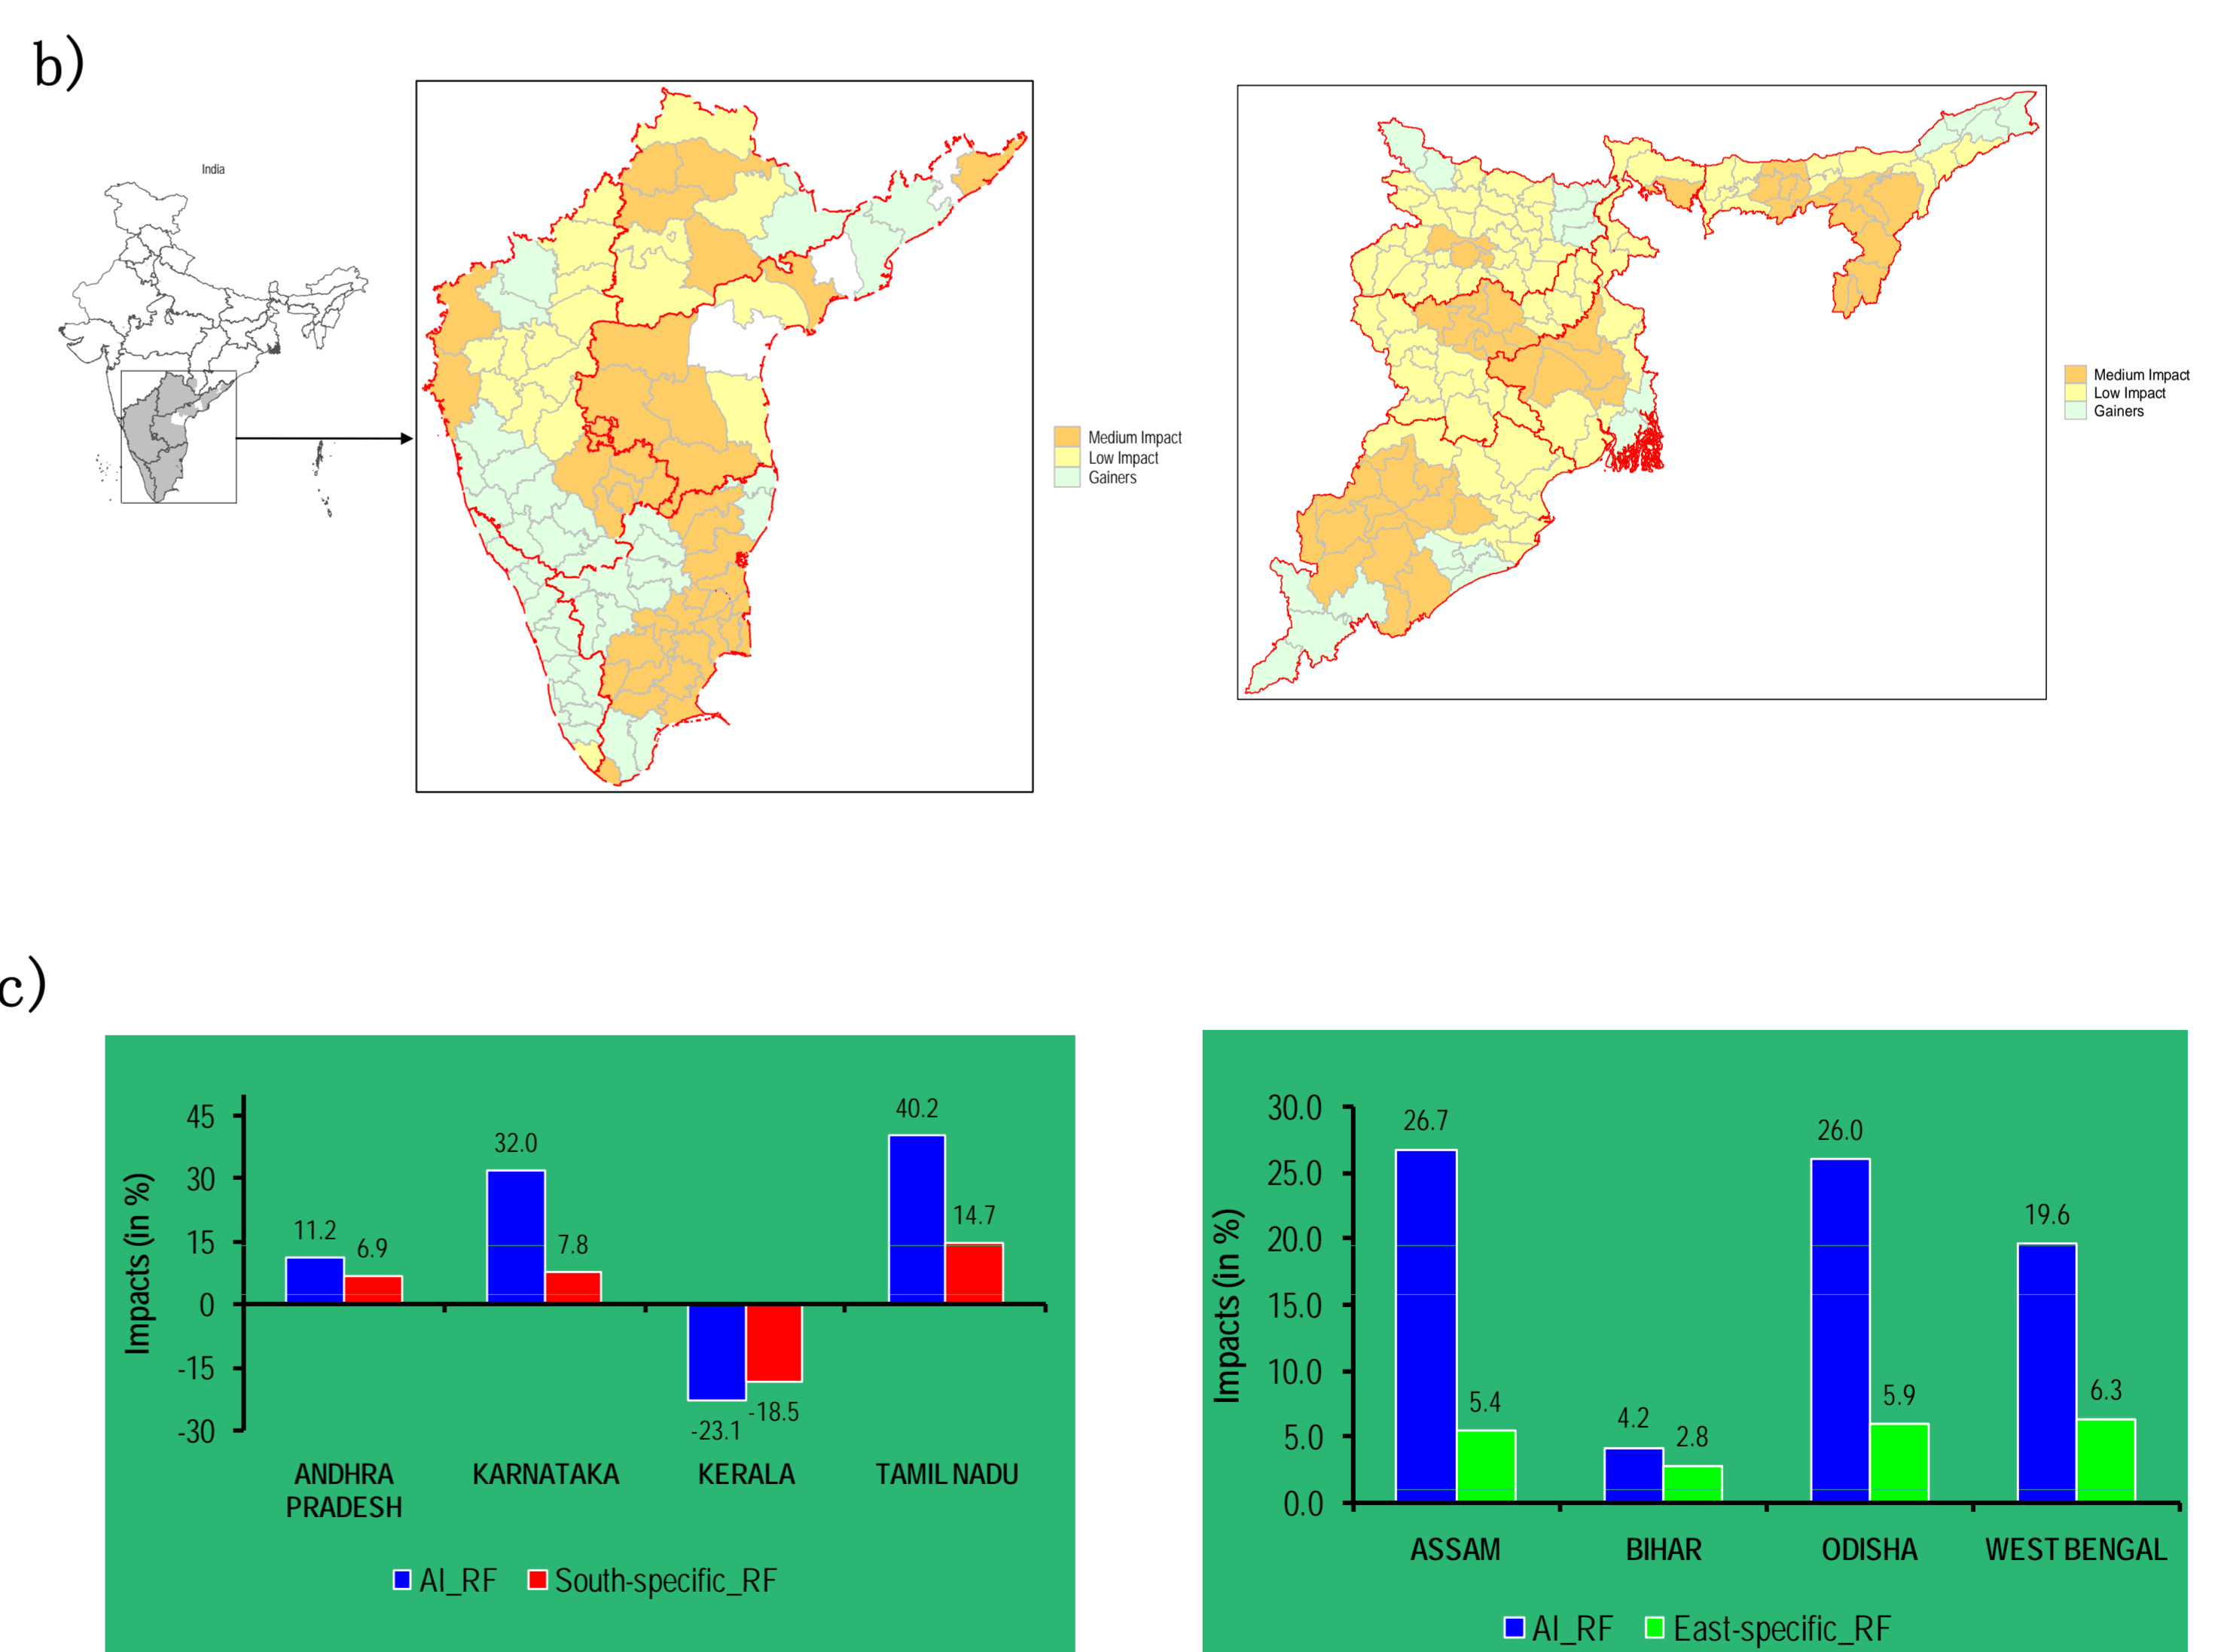 b)
India
Medium Impact
Low Impact
Gainers
Medium Impact
Low Impact
Gainers
c)
Impacts (in %)
45
30
15
0
-15
-30
11.2
6.9
32.0
7.8
-23.1
-18.5
40.2
14.7
ANDHRA
PRADESH
KARNATAKA
KERALA
TAMIL NADU
AI_RF
South-specific_RF
Impacts (in %)
30.0
25.0
20.0
15.0
10.0
5.0
0.0
26.7
5.4
4.2
2.8
26.0
5.9
19.6
6.3
ASSAM
BIHAR
ODISHA
WEST BENGAL
AI_RF
East-specific_RF